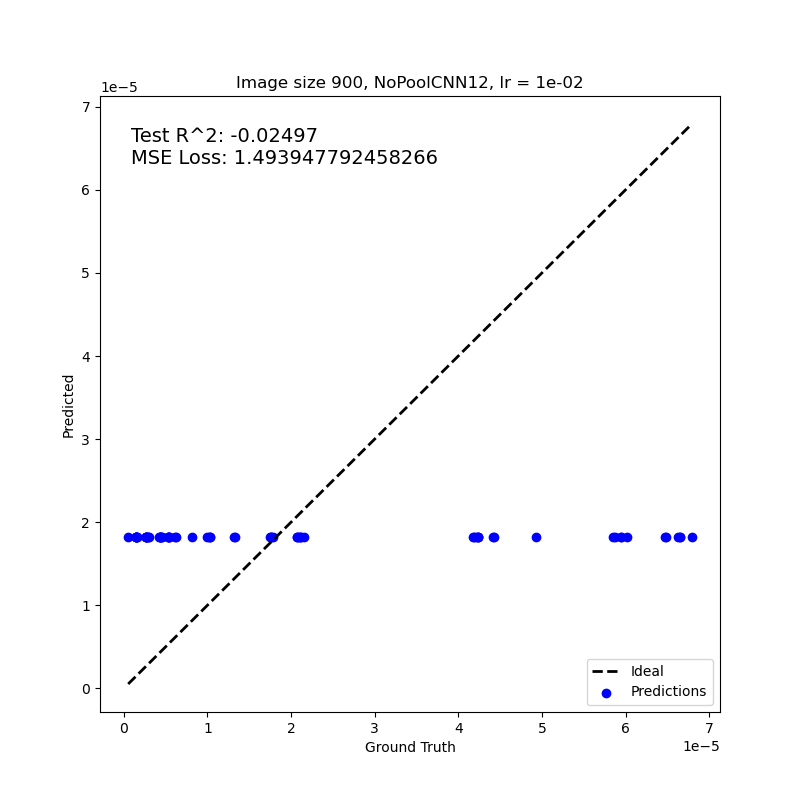 Image size 900, NoPoolCNN12, lr = 1e-02
1e−5
Test R^2: -0.02497
MSE Loss: 1.493947792458266
7
6
5
4
3
2
1
0
Predicted
Ideal
Predictions
0 1 2 3 4 5 6 7
1e−5
Ground Truth